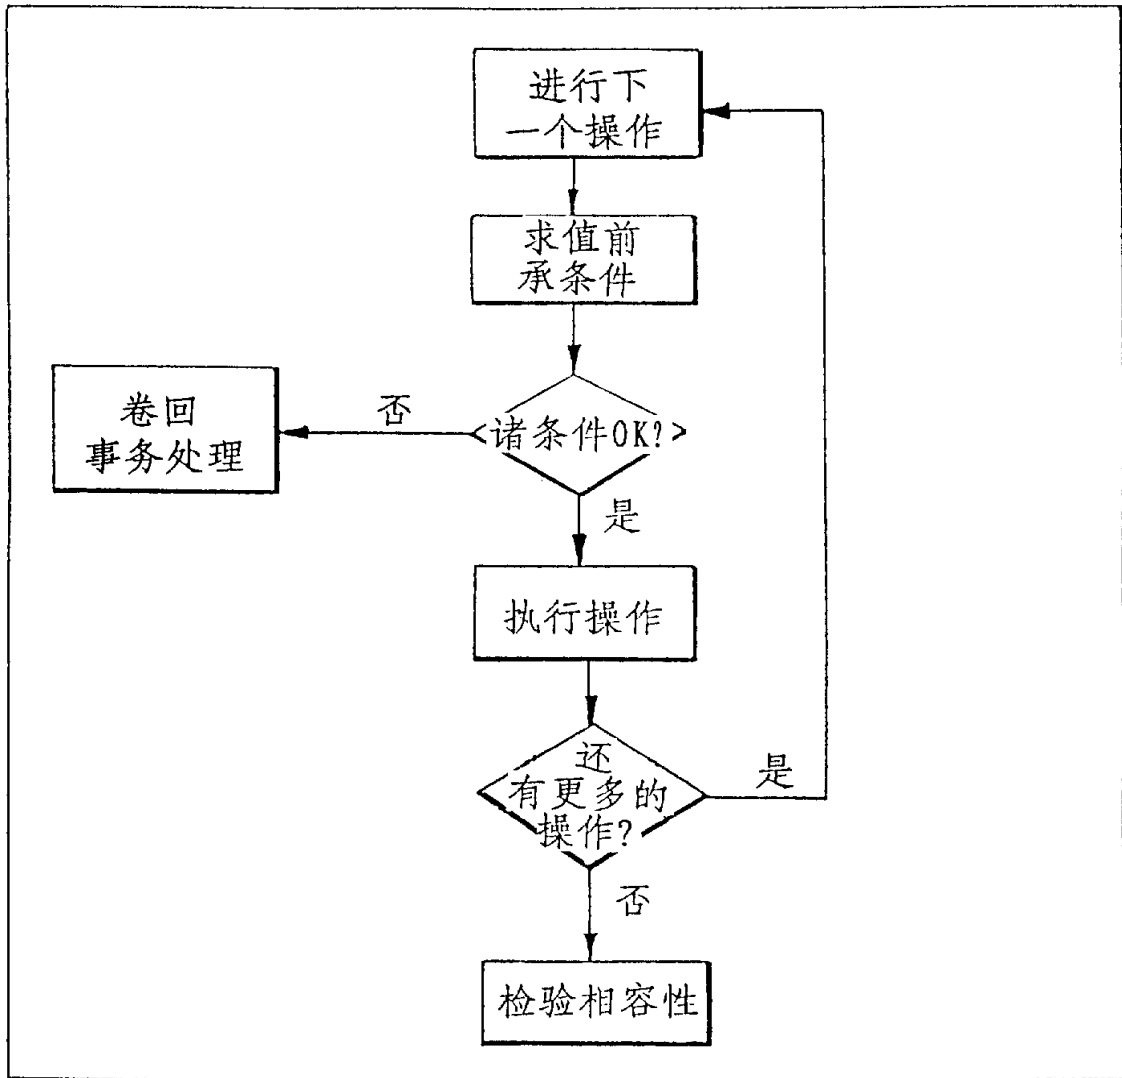 进行下
一个操作
求值前
承条件
诸条件OK?
否
卷回
事务处理
是
执行操作
还
有更多的
操作?
是
否
检验相容性